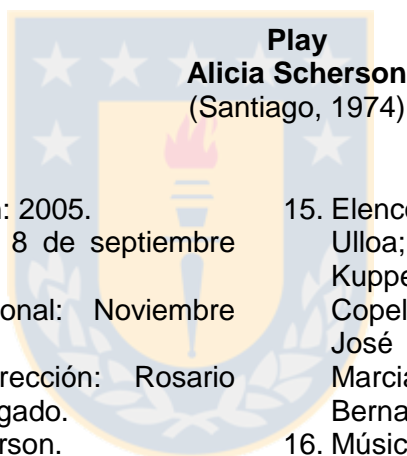 Play
Alicia Scherson
(Santiago, 1974)
: 2005.
8 de septiembre
onal: Noviembre
rección: Rosario
gado.
rson.
15. Elenc
Ulloa;
Kuppe
Copel
José
Marcia
Berna
16. Músic